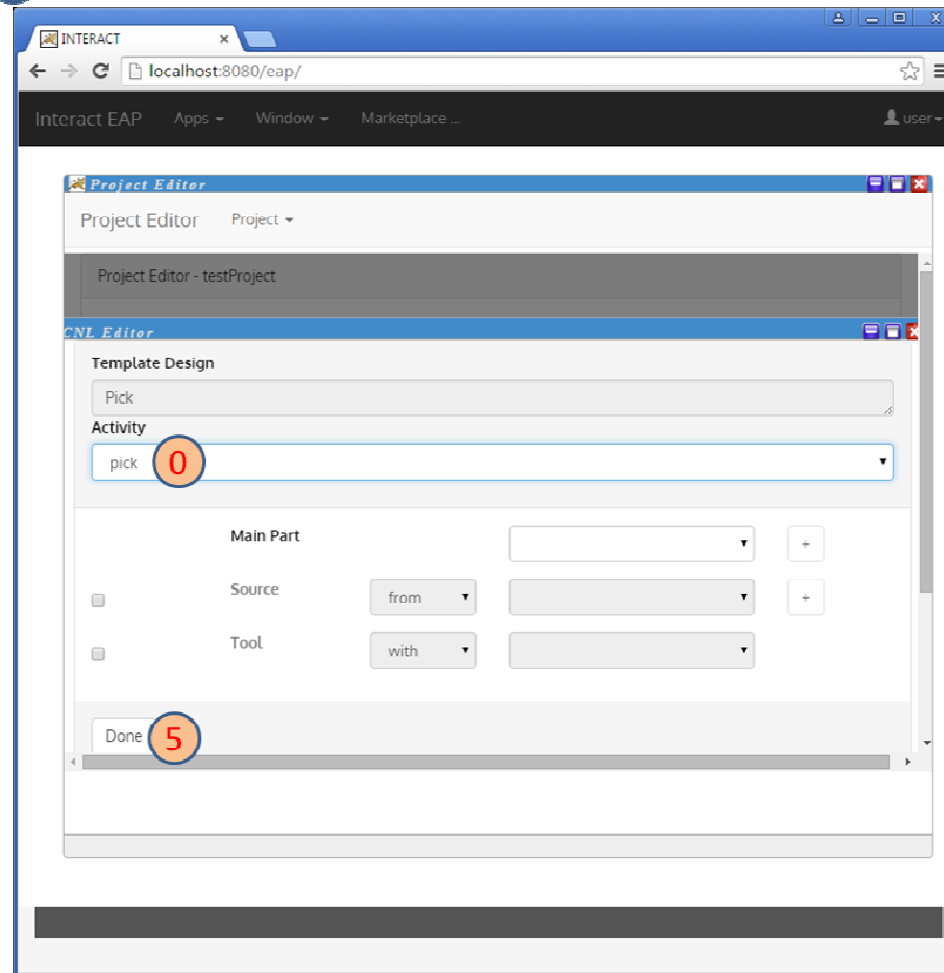 INTERACT ×
localhost:8080/eap/
Interact EAP Apps Window Marketplace ... user
Project Editor
Project Editor Project
Project Editor - testProject
CNL Editor
Template Design
Pick
Activity
pick 0
Main Part +
Source from +
Tool with
Done 5